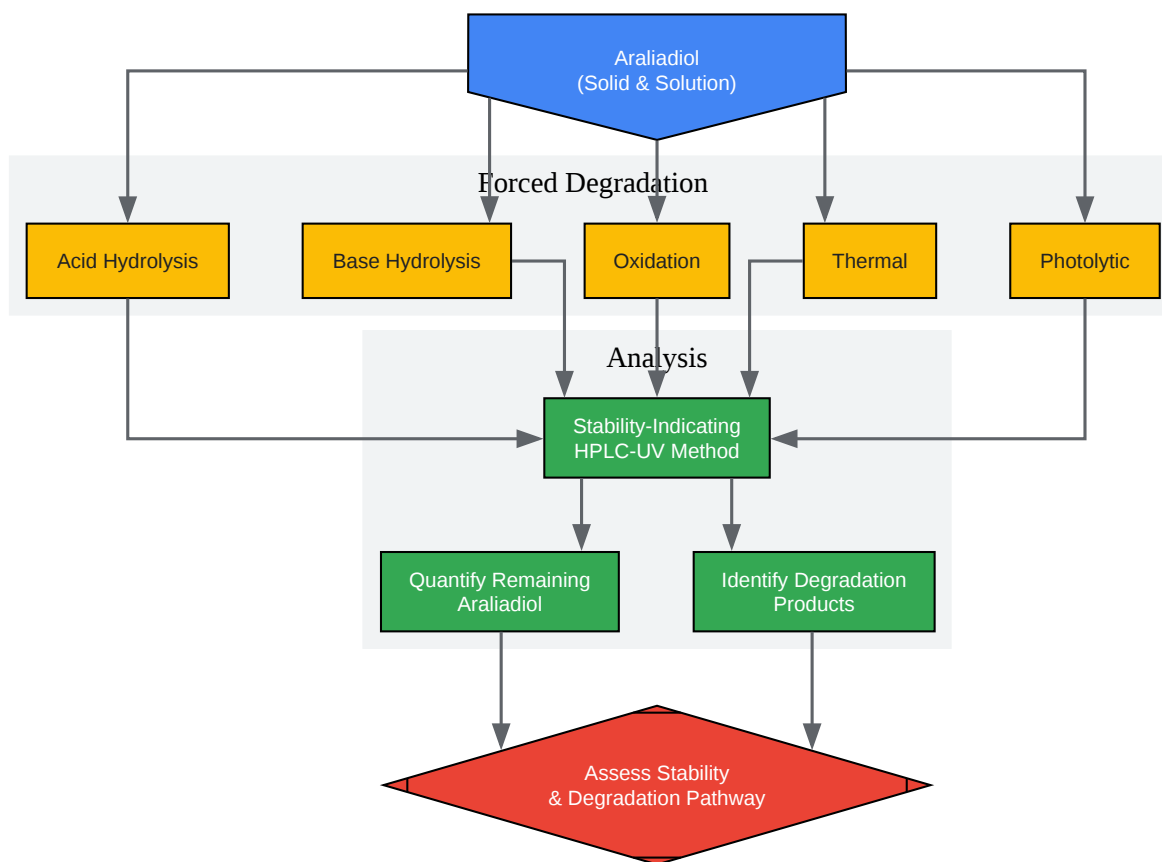 Araliadiol
(Solid & Solution)
Forced Degradation
Acid Hydrolysis
Base Hydrolysis
Oxidation
Thermal
Photolytic
Analysis
Stability-Indicating
HPLC-UV Method
Quantify Remaining
Araliadiol
Identify Degradation
Products
Assess Stability
& Degradation Pathway